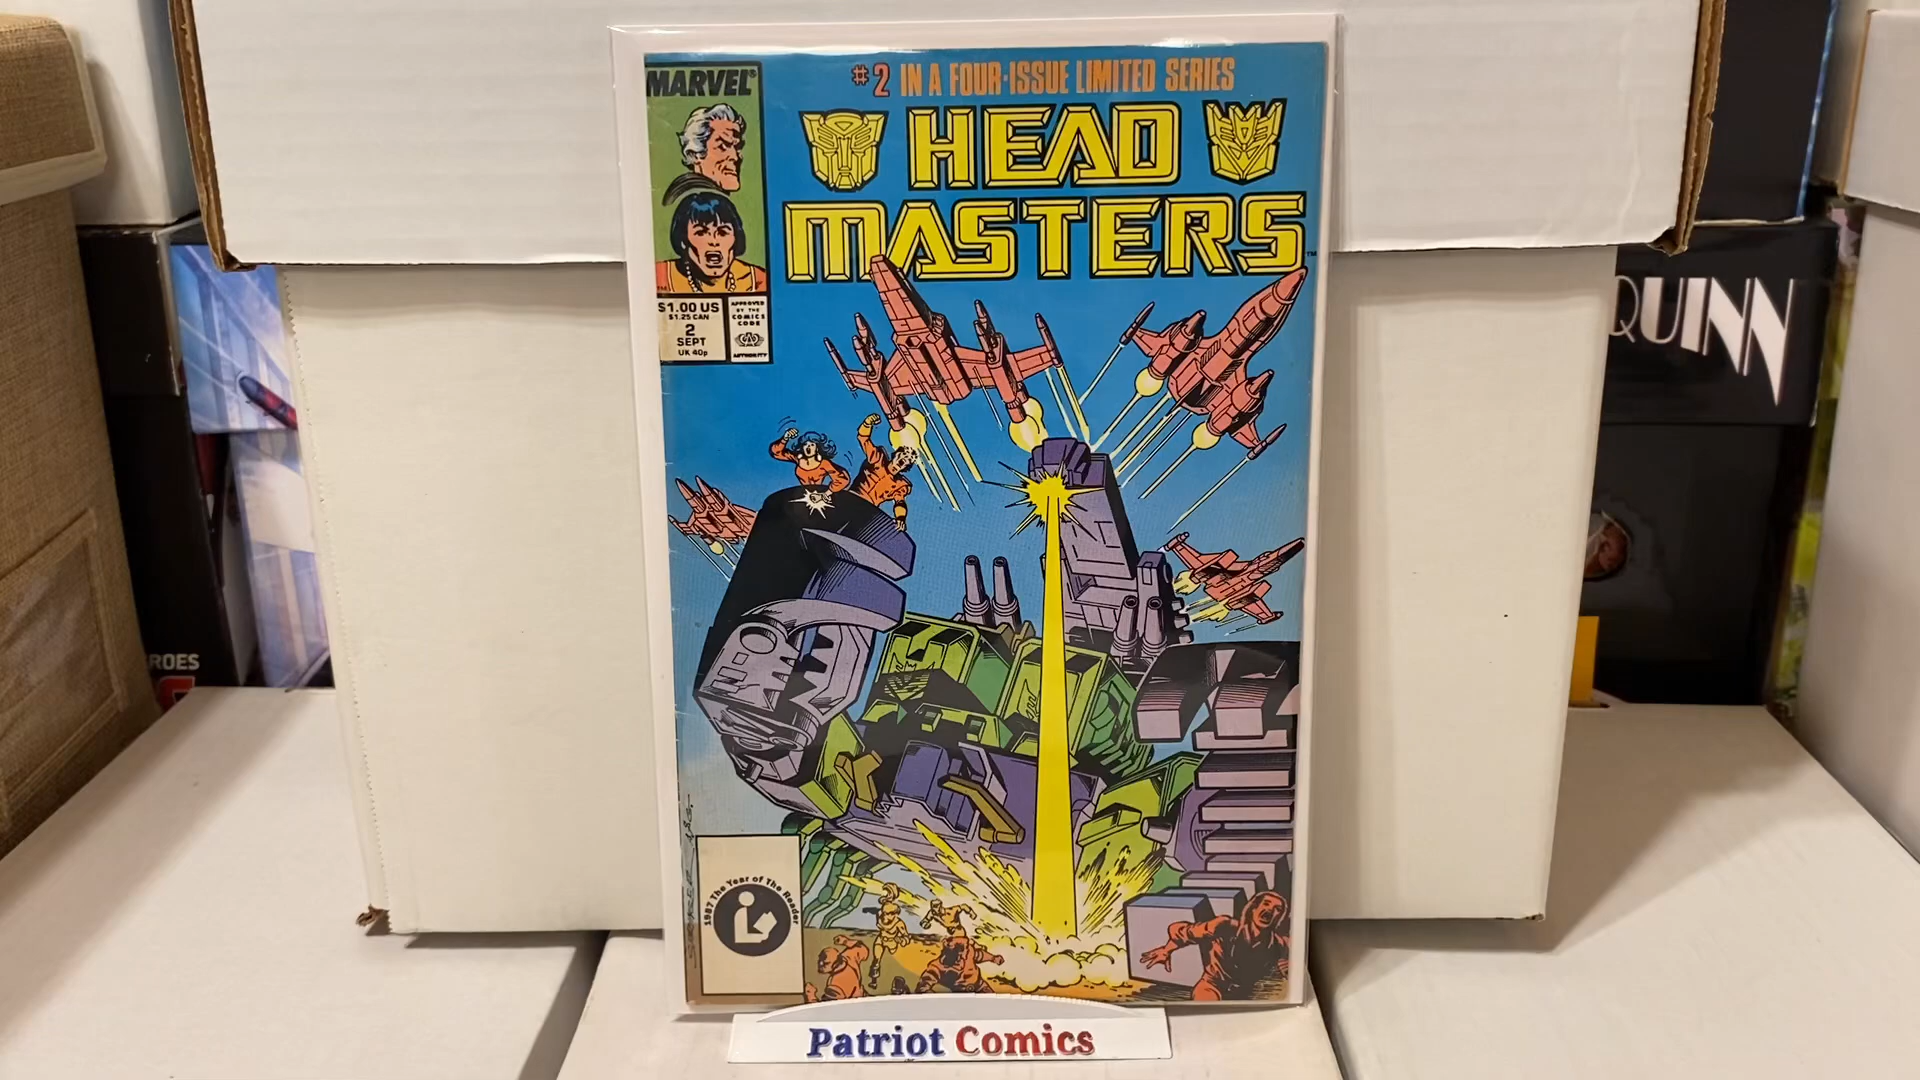 MARVEL®
#2 IN A FOUR-ISSUE LIMITED SERIES
HEAD
MASTERS™
$1.00 US
$1.25 CAN
2
SEPT
UK 40p
APPROVED
BY THE
COMICS
CODE
AUTHORITY
QUINN
ROES
1987 The Year of The Reader
Patriot Comics